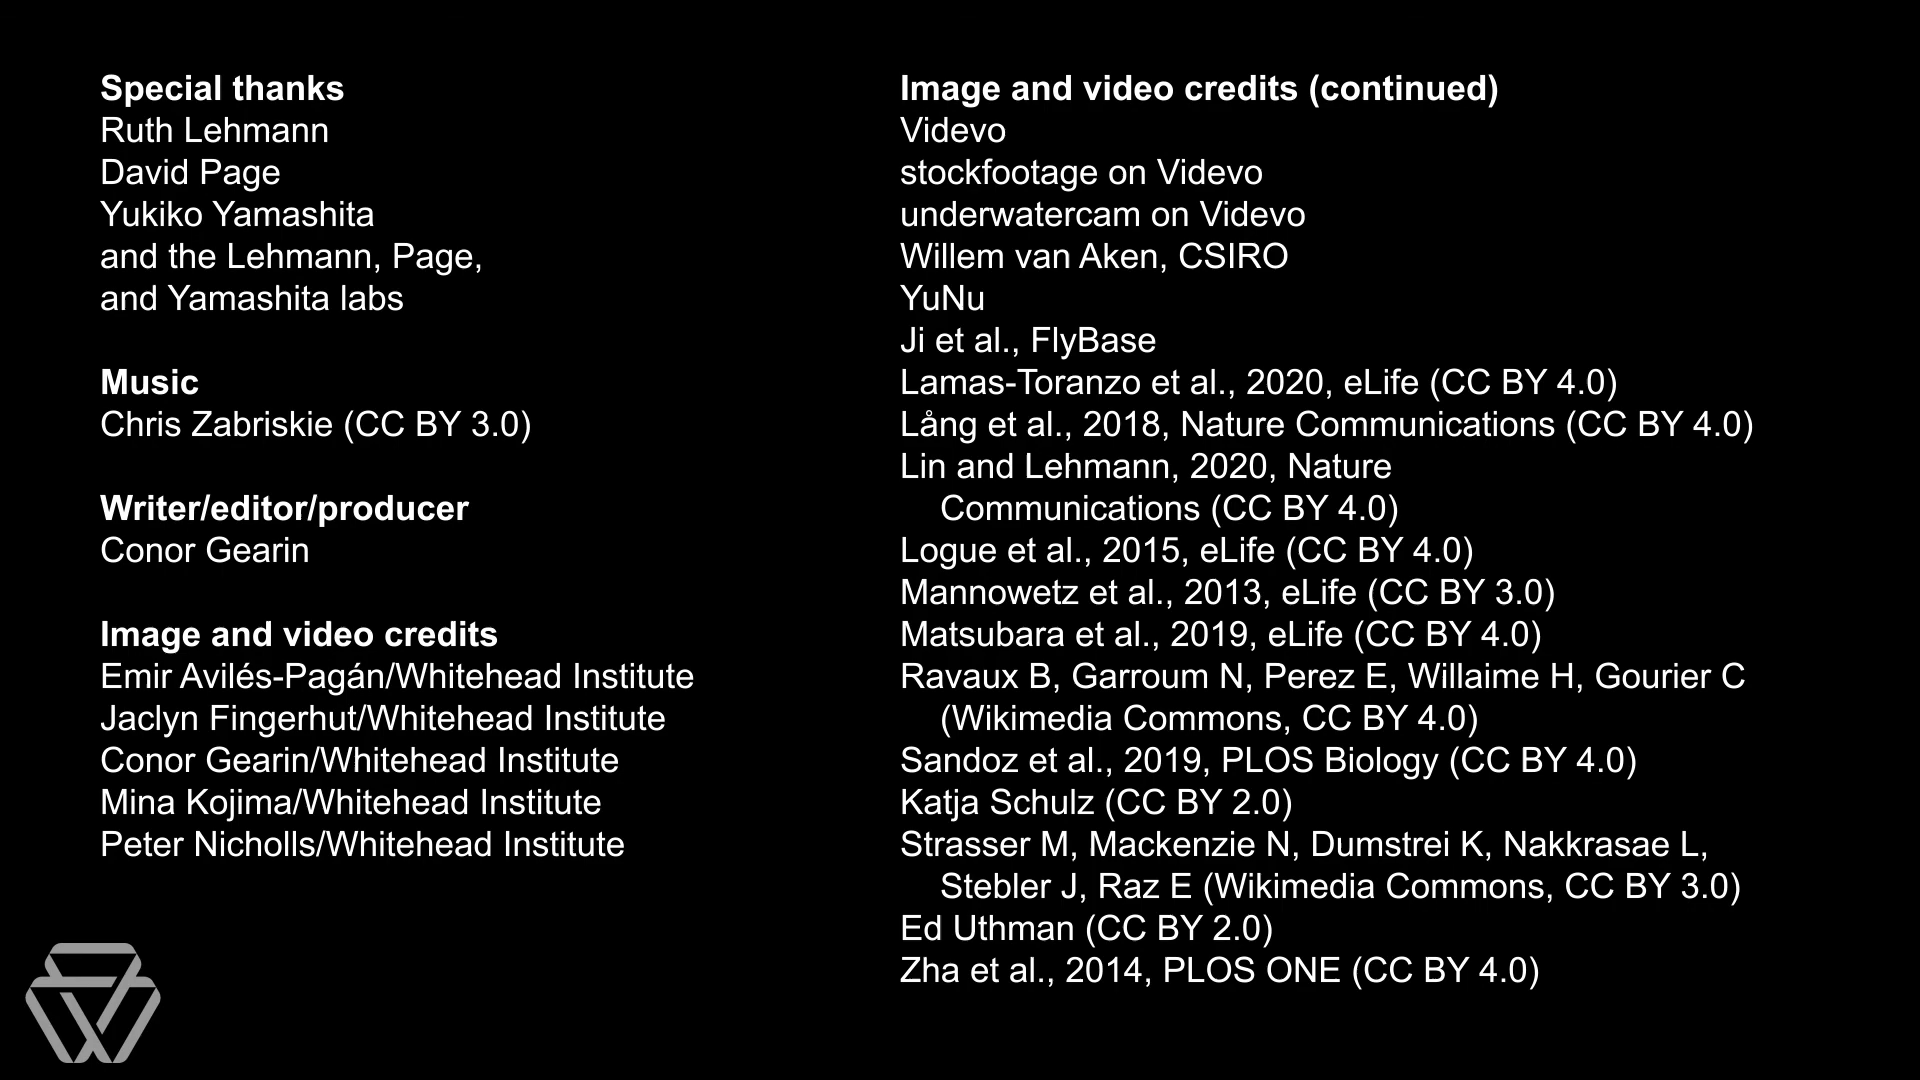 Special thanks
Ruth Lehmann
David Page
Yukiko Yamashita
and the Lehmann, Page,
and Yamashita labs
Music
Chris Zabriskie (CC BY 3.0)
Writer/editor/producer
Conor Gearin
Image and video credits
Emir Avilés-Pagán/Whitehead Institute
Jaclyn Fingerhut/Whitehead Institute
Conor Gearin/Whitehead Institute
Mina Kojima/Whitehead Institute
Peter Nicholls/Whitehead Institute
Image and video credits (continued)
Videvo
stockfootage on Videvo
underwatercam on Videvo
Willem van Aken, CSIRO
YuNu
Ji et al., FlyBase
Lamas-Toranzo et al., 2020, eLife (CC BY 4.0)
Lång et al., 2018, Nature Communications (CC BY 4.0)
Lin and Lehmann, 2020, Nature
Communications (CC BY 4.0)
Logue et al., 2015, eLife (CC BY 4.0)
Mannowetz et al., 2013, eLife (CC BY 3.0)
Matsubara et al., 2019, eLife (CC BY 4.0)
Ravaux B, Garroum N, Perez E, Willaime H, Gourier C
(Wikimedia Commons, CC BY 4.0)
Sandoz et al., 2019, PLOS Biology (CC BY 4.0)
Katja Schulz (CC BY 2.0)
Strasser M, Mackenzie N, Dumstrei K, Nakkrasae L,
Stebler J, Raz E (Wikimedia Commons, CC BY 3.0)
Ed Uthman (CC BY 2.0)
Zha et al., 2014, PLOS ONE (CC BY 4.0)